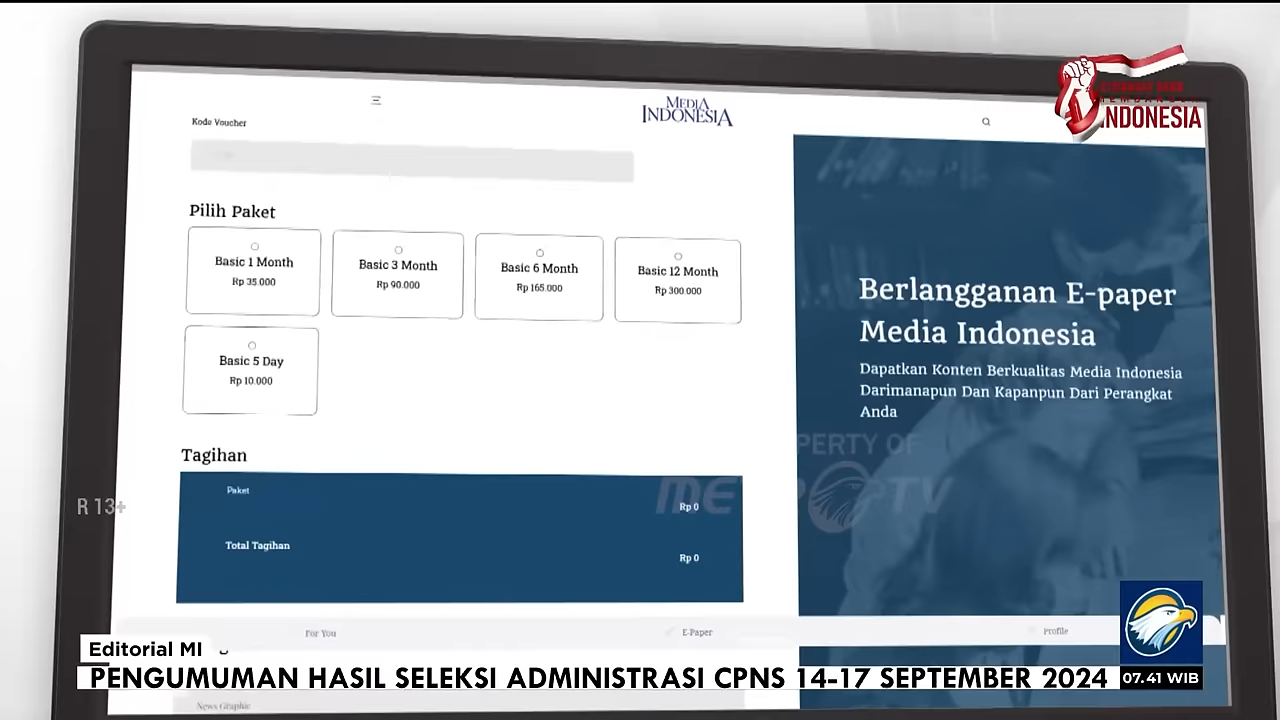 MEDIA
INDONESIA
INDONESIA
Kode Voucher
Pilih Paket
Basic 1 Month
Rp 35.000
Basic 3 Month
Rp 90.000
Basic 6 Month
Rp 165.000
Basic 12 Month
Rp 300.000
Basic 5 Day
Rp 10.000
Berlangganan E-paper
Media Indonesia
Dapatkan Konten Berkualitas Media Indonesia
Darimanapun Dan Kapanpun Dari Perangkat
Anda
Tagihan
Paket
Rp 0
Total Tagihan
Rp 0
PERTY OF
R 13+
For You
E-Paper
Profile
Editorial MI
PENGUMUMAN HASIL SELEKSI ADMINISTRASI CPNS 14-17 SEPTEMBER 2024
07.41 WIB
News Graphic